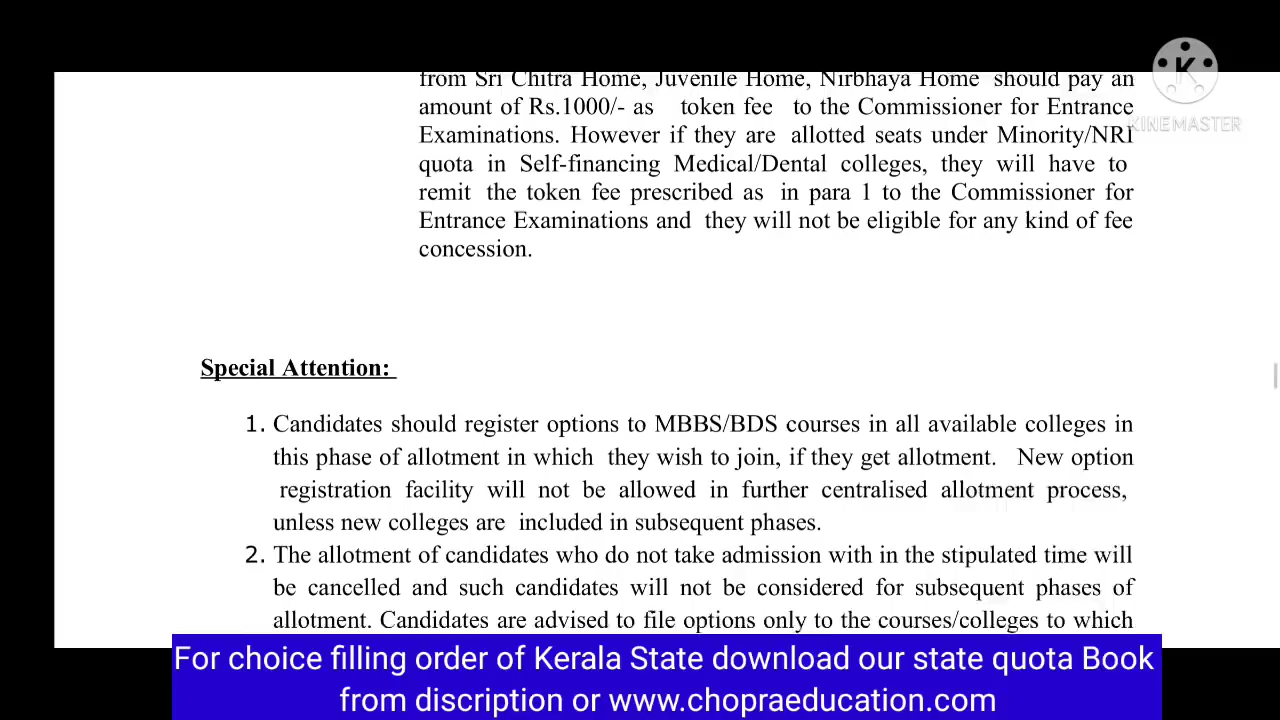 from Sri Chitra Home, Juvenile Home, Nirbhaya Home should pay an
amount of Rs.1000/- as token fee to the Commissioner for Entrance
Examinations. However if they are allotted seats under Minority/NRI
quota in Self-financing Medical/Dental colleges, they will have to
remit the token fee prescribed as in para 1 to the Commissioner for
Entrance Examinations and they will not be eligible for any kind of fee
concession.
K
KINEMASTER
Special Attention:
1. Candidates should register options to MBBS/BDS courses in all available colleges in
this phase of allotment in which they wish to join, if they get allotment. New option
registration facility will not be allowed in further centralised allotment process,
unless new colleges are included in subsequent phases.
2. The allotment of candidates who do not take admission with in the stipulated time will
be cancelled and such candidates will not be considered for subsequent phases of
allotment. Candidates are advised to file options only to the courses/colleges to which
For choice filling order of Kerala State download our state quota Book
from discription or www.chopraeducation.com